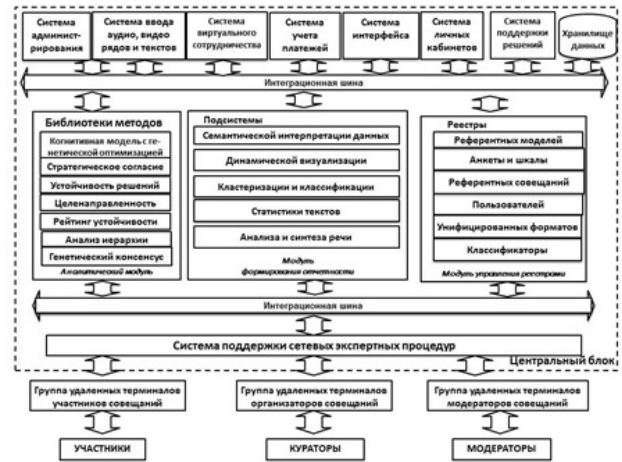 Система
админист-
рирования
Система ввода
аудио, видео
рядов и текстов
Система
виртуального
сотрудничества
Система
учета
платежей
Система
интерфейса
Система
личных
кабинетов
Система
поддержки
решений
Хранилище
данных
Интеграционная шина
Библиотеки методов
Когнитивная модель с ге-
нетической оптимизацией
Стратегическое согласие
Устойчивость решений
Целенаправленность
Рейтинг устойчивости
Анализ иерархии
Генетический консенсус
Аналитический модуль
Подсистемы
Семантической интерпретации данных
Динамической визуализации
Кластеризации и классификации
Статистики текстов
Анализа и синтеза речи
Модуль
формирования отчетности
Реестры
Референтных моделей
Анкеты и шкалы
Референтных совещаний
Пользователей
Унифицированных форматов
Классификаторы
Модуль управления реестрами
Интеграционная шина
Система поддержки сетевых экспертных процедур
Центральный блок
Группа удаленных терминалов
участников совещаний
Группа удаленных терминалов
организаторов совещаний
Группа удаленных терминалов
модераторов совещаний
УЧАСТНИКИ
КУРАТОРЫ
МОДЕРАТОРЫ